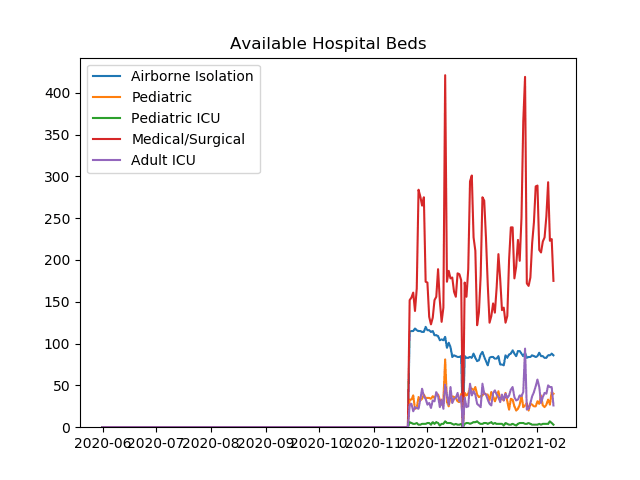 Available Hospital Beds
Airborne Isolation
Pediatric
Pediatric ICU
Medical/Surgical
Adult ICU
400
350
300
250
200
150
100
50
0
2020-06 2020-07 2020-08 2020-09 2020-10 2020-11 2020-12 2021-01 2021-02